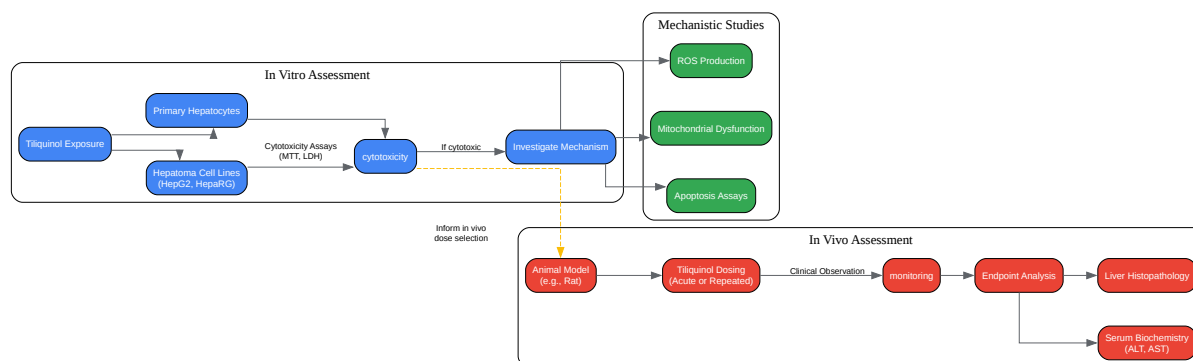 Mechanistic Studies
ROS Production
In Vitro Assessment
Primary Hepatocytes
Mitochondrial Dysfunction
Tiliquinol Exposure
Cytotoxicity Assays
(MTT, LDH)
cytotoxicity
If cytotoxic
Investigate Mechanism
Hepatoma Cell Lines
(HepG2, HepaRG)
Apoptosis Assays
Inform in vivo
dose selection
In Vivo Assessment
Animal Model
(e.g., Rat)
Tiliquinol Dosing
(Acute or Repeated)
Clinical Observation
monitoring
Endpoint Analysis
Liver Histopathology
Serum Biochemistry
(ALT, AST)